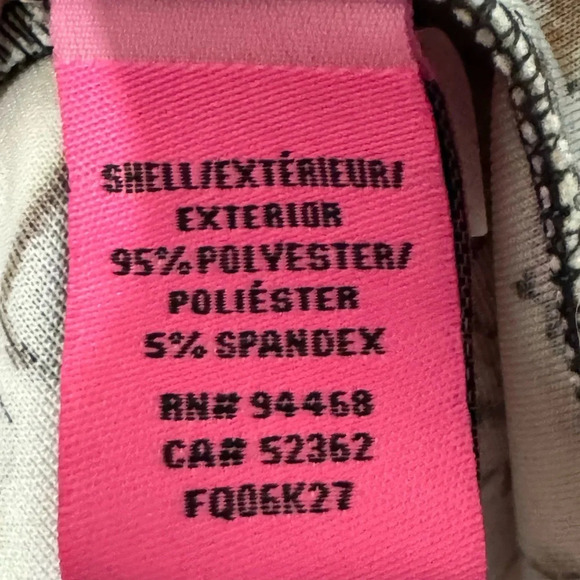 SHELL/EXTÉRIEUR/
EXTERIOR
95% POLYESTER/
POLIÉSTER
5% SPANDEX
RN# 94468
CA# 52362
FQ06K27